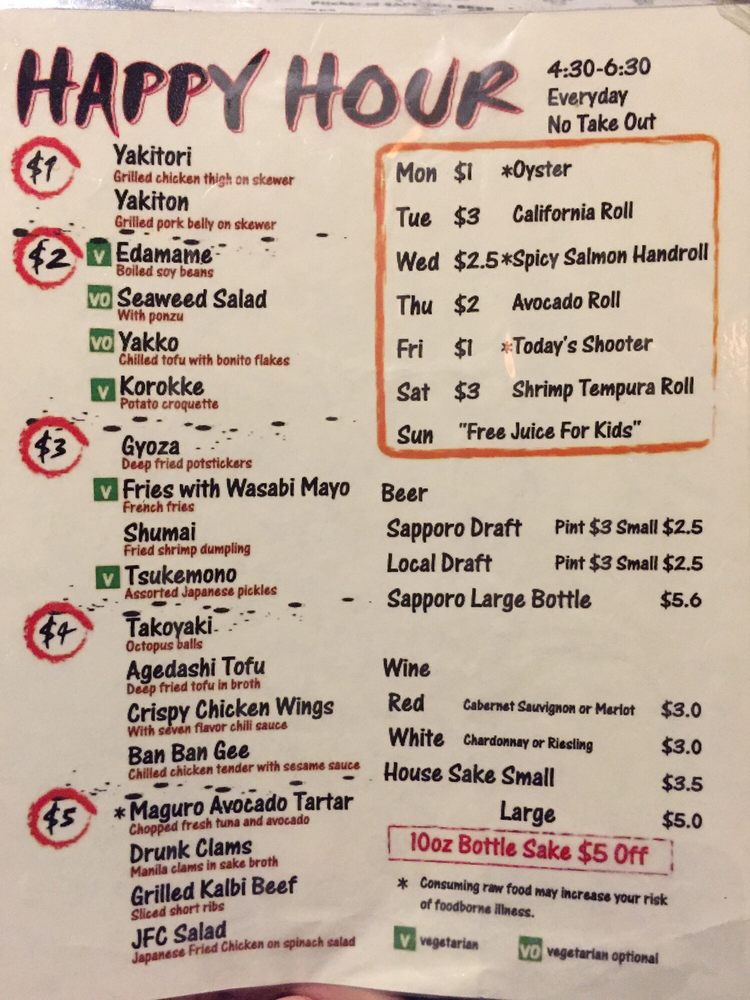 HAPPY HOUR
4:30-6:30
Everyday
No Take Out
$1
Yakitori
Grilled chicken thigh on skewer
Yakiton
Grilled pork belly on skewer
$2
V Edamame
Boiled soy beans
VO Seaweed Salad
With ponzu
VO Yakko
Chilled tofu with bonito flakes
V Korokke
Potato croquette
$3
Gyoza
Deep fried potstickers
V Fries with Wasabi Mayo
French fries
Shumai
Fried shrimp dumpling
V Tsukemono
Assorted Japanese pickles
$4
Takoyaki
Octopus balls
Agedashi Tofu
Deep fried tofu in broth
Crispy Chicken Wings
With seven flavor chili sauce
Ban Ban Gee
Chilled chicken tender with sesame sauce
$5
*Maguro Avocado Tartar
Chopped fresh tuna and avocado
Drunk Clams
Manila clams in sake broth
Grilled Kalbi Beef
Sliced short ribs
JFC Salad
Japanese Fried Chicken on spinach salad
Mon $1 *Oyster
Tue $3 California Roll
Wed $2.5 *Spicy Salmon Handroll
Thu $2 Avocado Roll
Fri $1 *Today's Shooter
Sat $3 Shrimp Tempura Roll
Sun "Free Juice For Kids"
Beer
Sapporo Draft Pint $3 Small $2.5
Local Draft Pint $3 Small $2.5
Sapporo Large Bottle $5.6
Wine
Red Cabernet Sauvignon or Merlot $3.0
White Chardonnay or Riesling $3.0
House Sake Small $3.5
Large $5.0
10oz Bottle Sake $5 Off
* Consuming raw food may increase your risk
of foodborne illness.
V vegetarian VO vegetarian optional